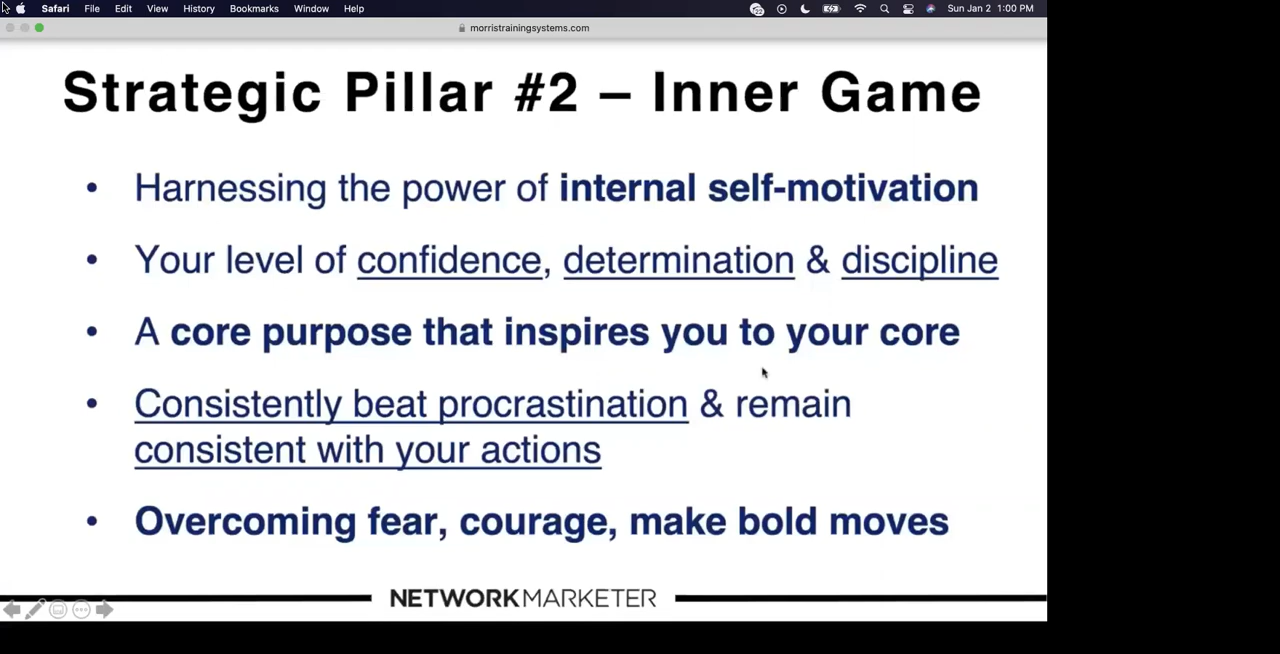 Safari File Edit View History Bookmarks Window Help Sun Jan 2 1:00 PM
morristrainingsystems.com
Strategic Pillar #2 – Inner Game
• Harnessing the power of internal self-motivation
• Your level of confidence, determination & discipline
• A core purpose that inspires you to your core
• Consistently beat procrastination & remain
consistent with your actions
• Overcoming fear, courage, make bold moves
NETWORKMARKETER